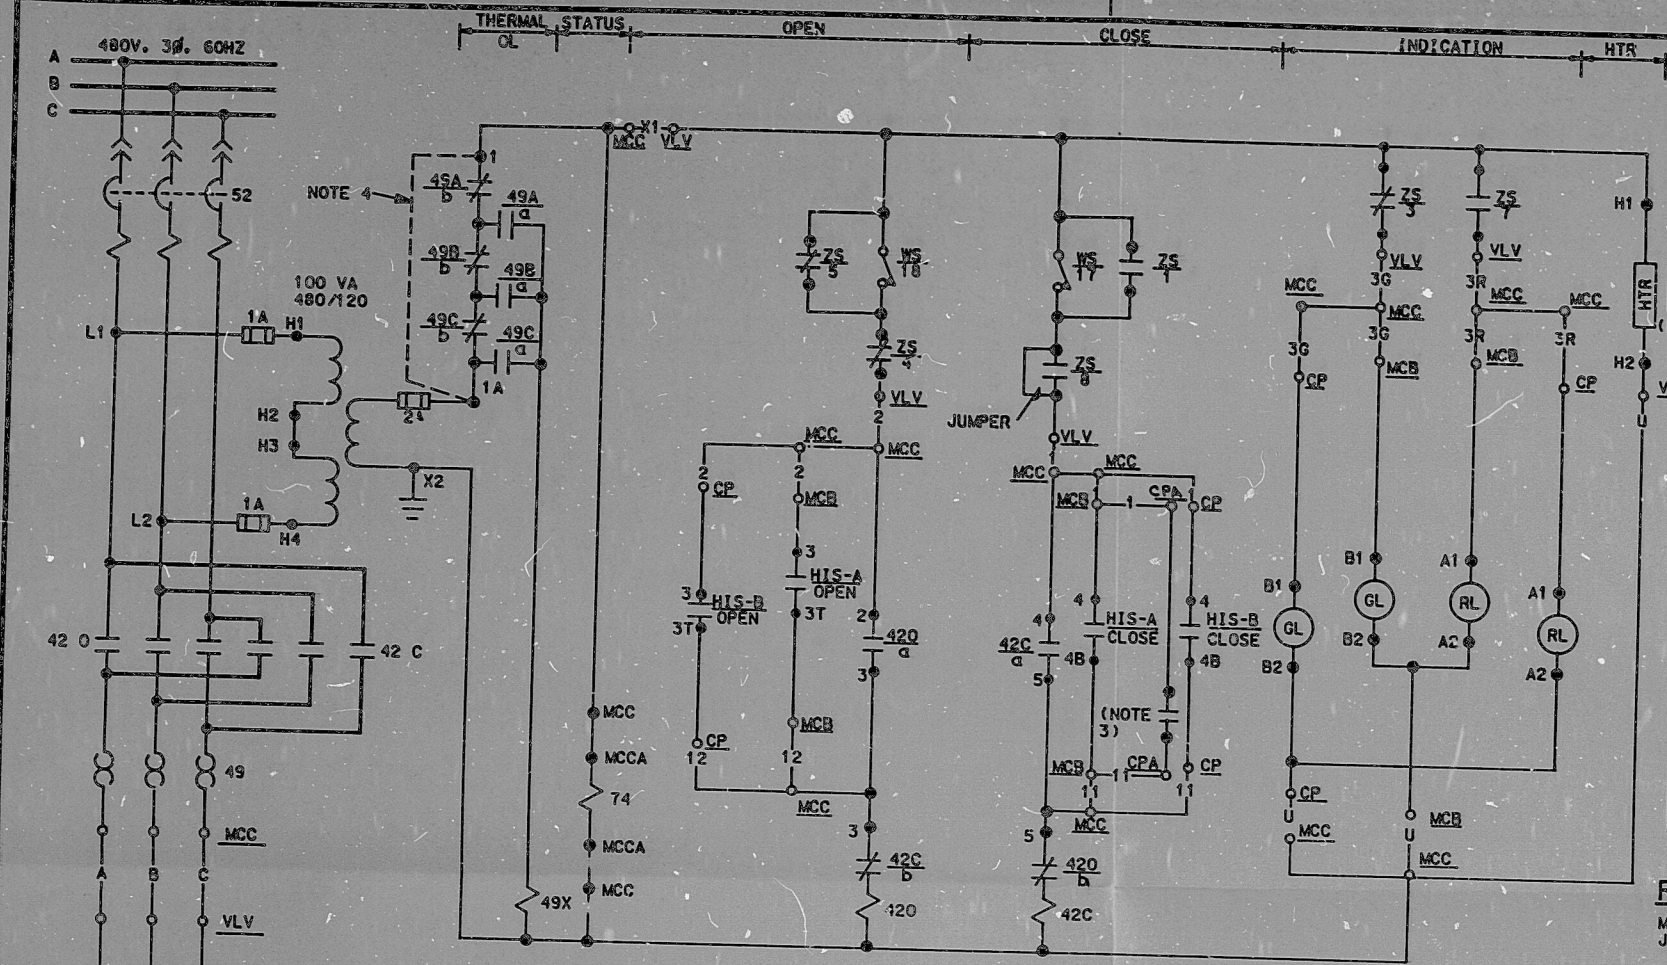 THERMAL OL
STATUS
OPEN
CLOSE
INDICATION
HTR
480V. 3Ø. 60HZ
A
B
C
52
NOTE 4
1
49A
b
49A
a
49B
b
49B
a
49C
b
49C
a
1A
100 VA
480/120
L1
1A
H1
H2
H3
L2
1A
H4
X2
42 O
42 C
49
MCC
A
B
C
VLV
49X
X1
MCC
VLV
MCC
MCCA
74
MCCA
MCC
ZS
5
WS
18
ZS
4
VLV
2
MCC
MCC
2
CP
2
MCB
3
HIS-B
OPEN
3T
3
HIS-A
OPEN
3T
2
42O
a
3
CP
12
MCB
12
MCC
3
42C
b
42O
WS
17
ZS
1
ZS
8
JUMPER
VLV
1
MCC
MCC
MCB
1
CPA
1
CP
4
42C
a
5
4
HIS-A
CLOSE
4B
4
HIS-B
CLOSE
4B
(NOTE
3)
MCB
11
CPA
CP
11
11
MCC
5
42O
b
42C
ZS
3
ZS
7
VLV
VLV
3G
3R
MCC
MCC
MCC
MCC
3G
3G
3R
3R
CP
MCB
MCB
CP
B1
GL
B2
B1
GL
B2
A1
RL
A2
A1
RL
A2
CP
U
MCC
MCB
U
MCC
H1
HTR
(
H2
V
U